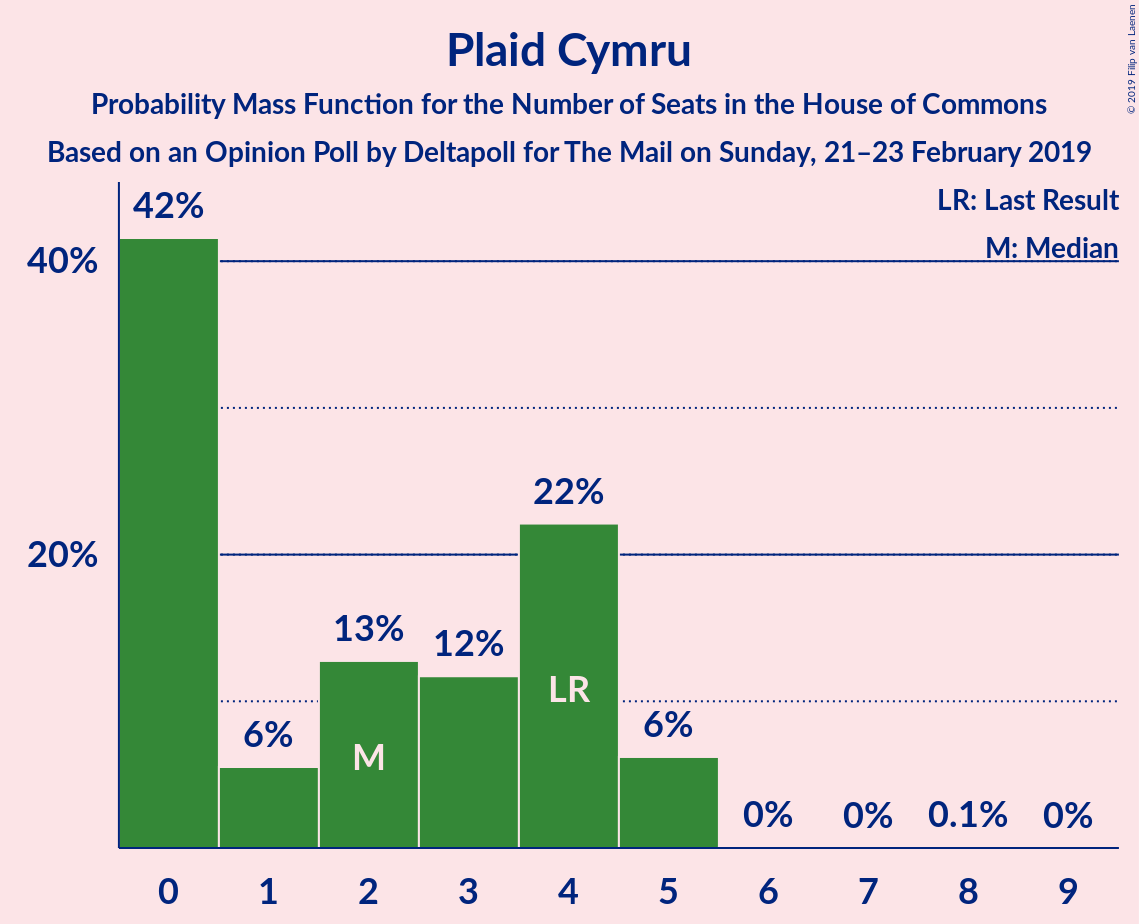 Plaid Cymru
Probability Mass Function for the Number of Seats in the House of Commons
Based on an Opinion Poll by Deltapoll for The Mail on Sunday, 21–23 February 2019
© 2019 Filip van Laenen
LR: Last Result
M: Median
40%
20%
42%
6%
13%
12%
22%
6%
0%
0%
0.1%
0%
M
LR
0 1 2 3 4 5 6 7 8 9